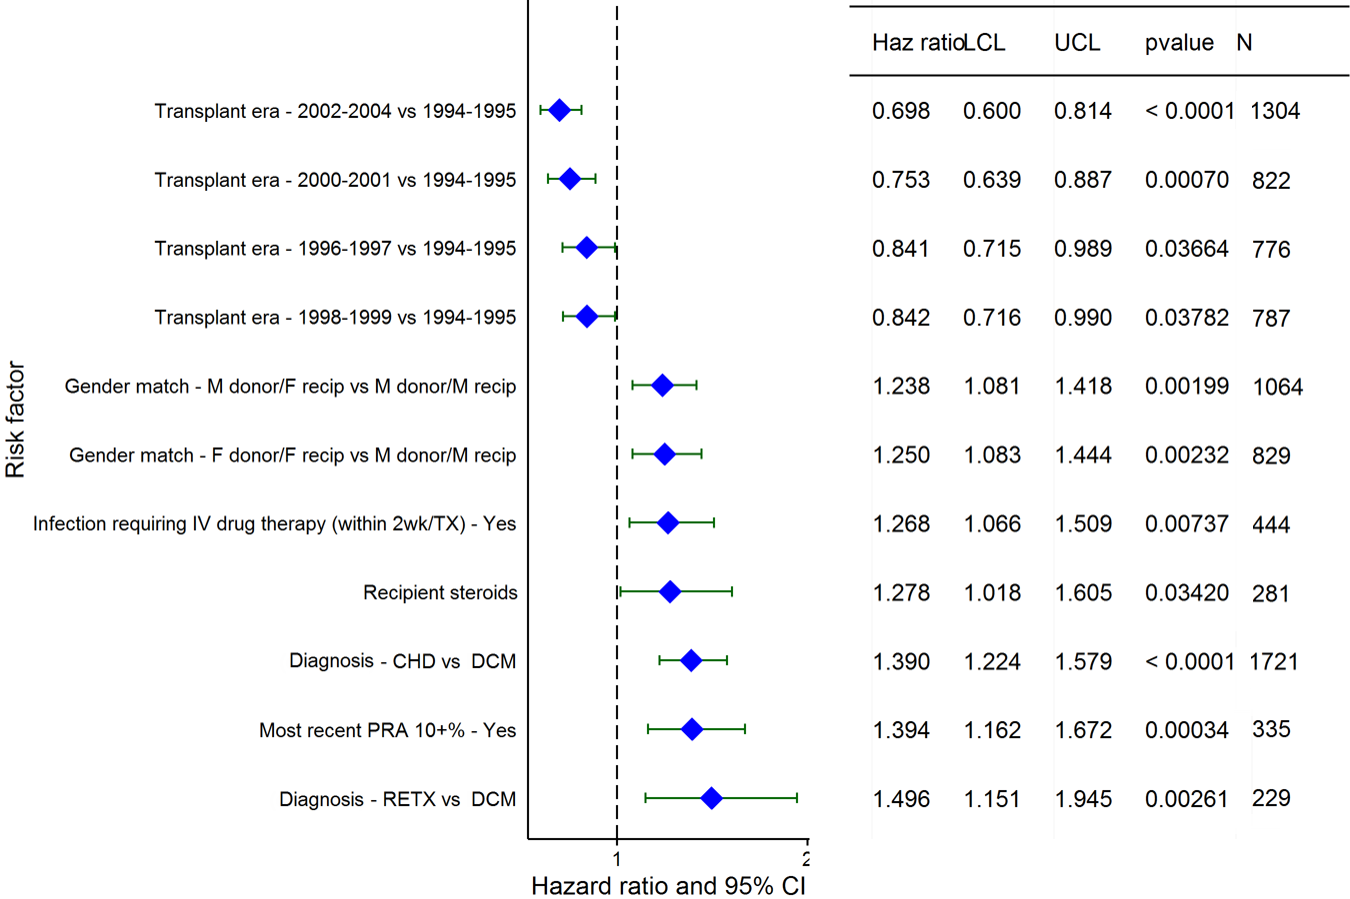 Haz ratio LCL UCL pvalue N
Transplant era - 2002-2004 vs 1994-1995 0.698 0.600 0.814 < 0.0001 1304
Transplant era - 2000-2001 vs 1994-1995 0.753 0.639 0.887 0.00070 822
Transplant era - 1996-1997 vs 1994-1995 0.841 0.715 0.989 0.03664 776
Transplant era - 1998-1999 vs 1994-1995 0.842 0.716 0.990 0.03782 787
Gender match - M donor/F recip vs M donor/M recip 1.238 1.081 1.418 0.00199 1064
Gender match - F donor/F recip vs M donor/M recip 1.250 1.083 1.444 0.00232 829
Infection requiring IV drug therapy (within 2wk/TX) - Yes 1.268 1.066 1.509 0.00737 444
Recipient steroids 1.278 1.018 1.605 0.03420 281
Diagnosis - CHD vs DCM 1.390 1.224 1.579 < 0.0001 1721
Most recent PRA 10+% - Yes 1.394 1.162 1.672 0.00034 335
Diagnosis - RETX vs DCM 1.496 1.151 1.945 0.00261 229
Risk factor
1 2
Hazard ratio and 95% CI